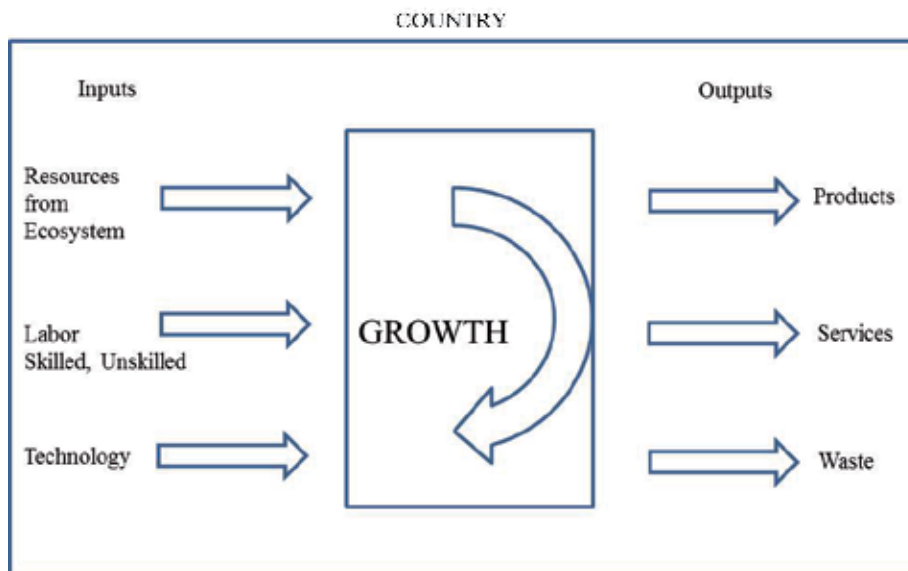 COUNTRY
Inputs
Outputs
Resources
from
Ecosystem
Products
GROWTH
Labor
Skilled, Unskilled
Services
Technology
Waste